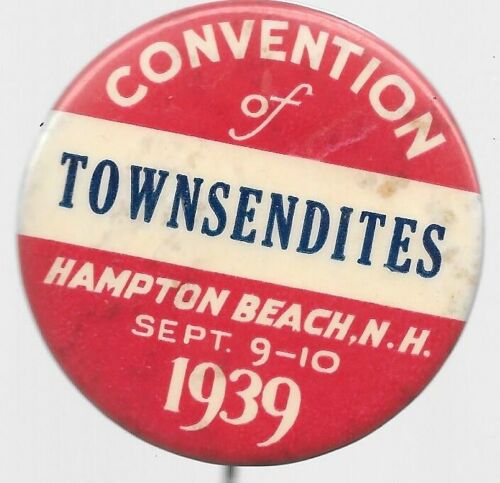 CONVENTION
of
TOWNSENDITES
HAMPTON BEACH, N.H.
SEPT. 9-10
1939